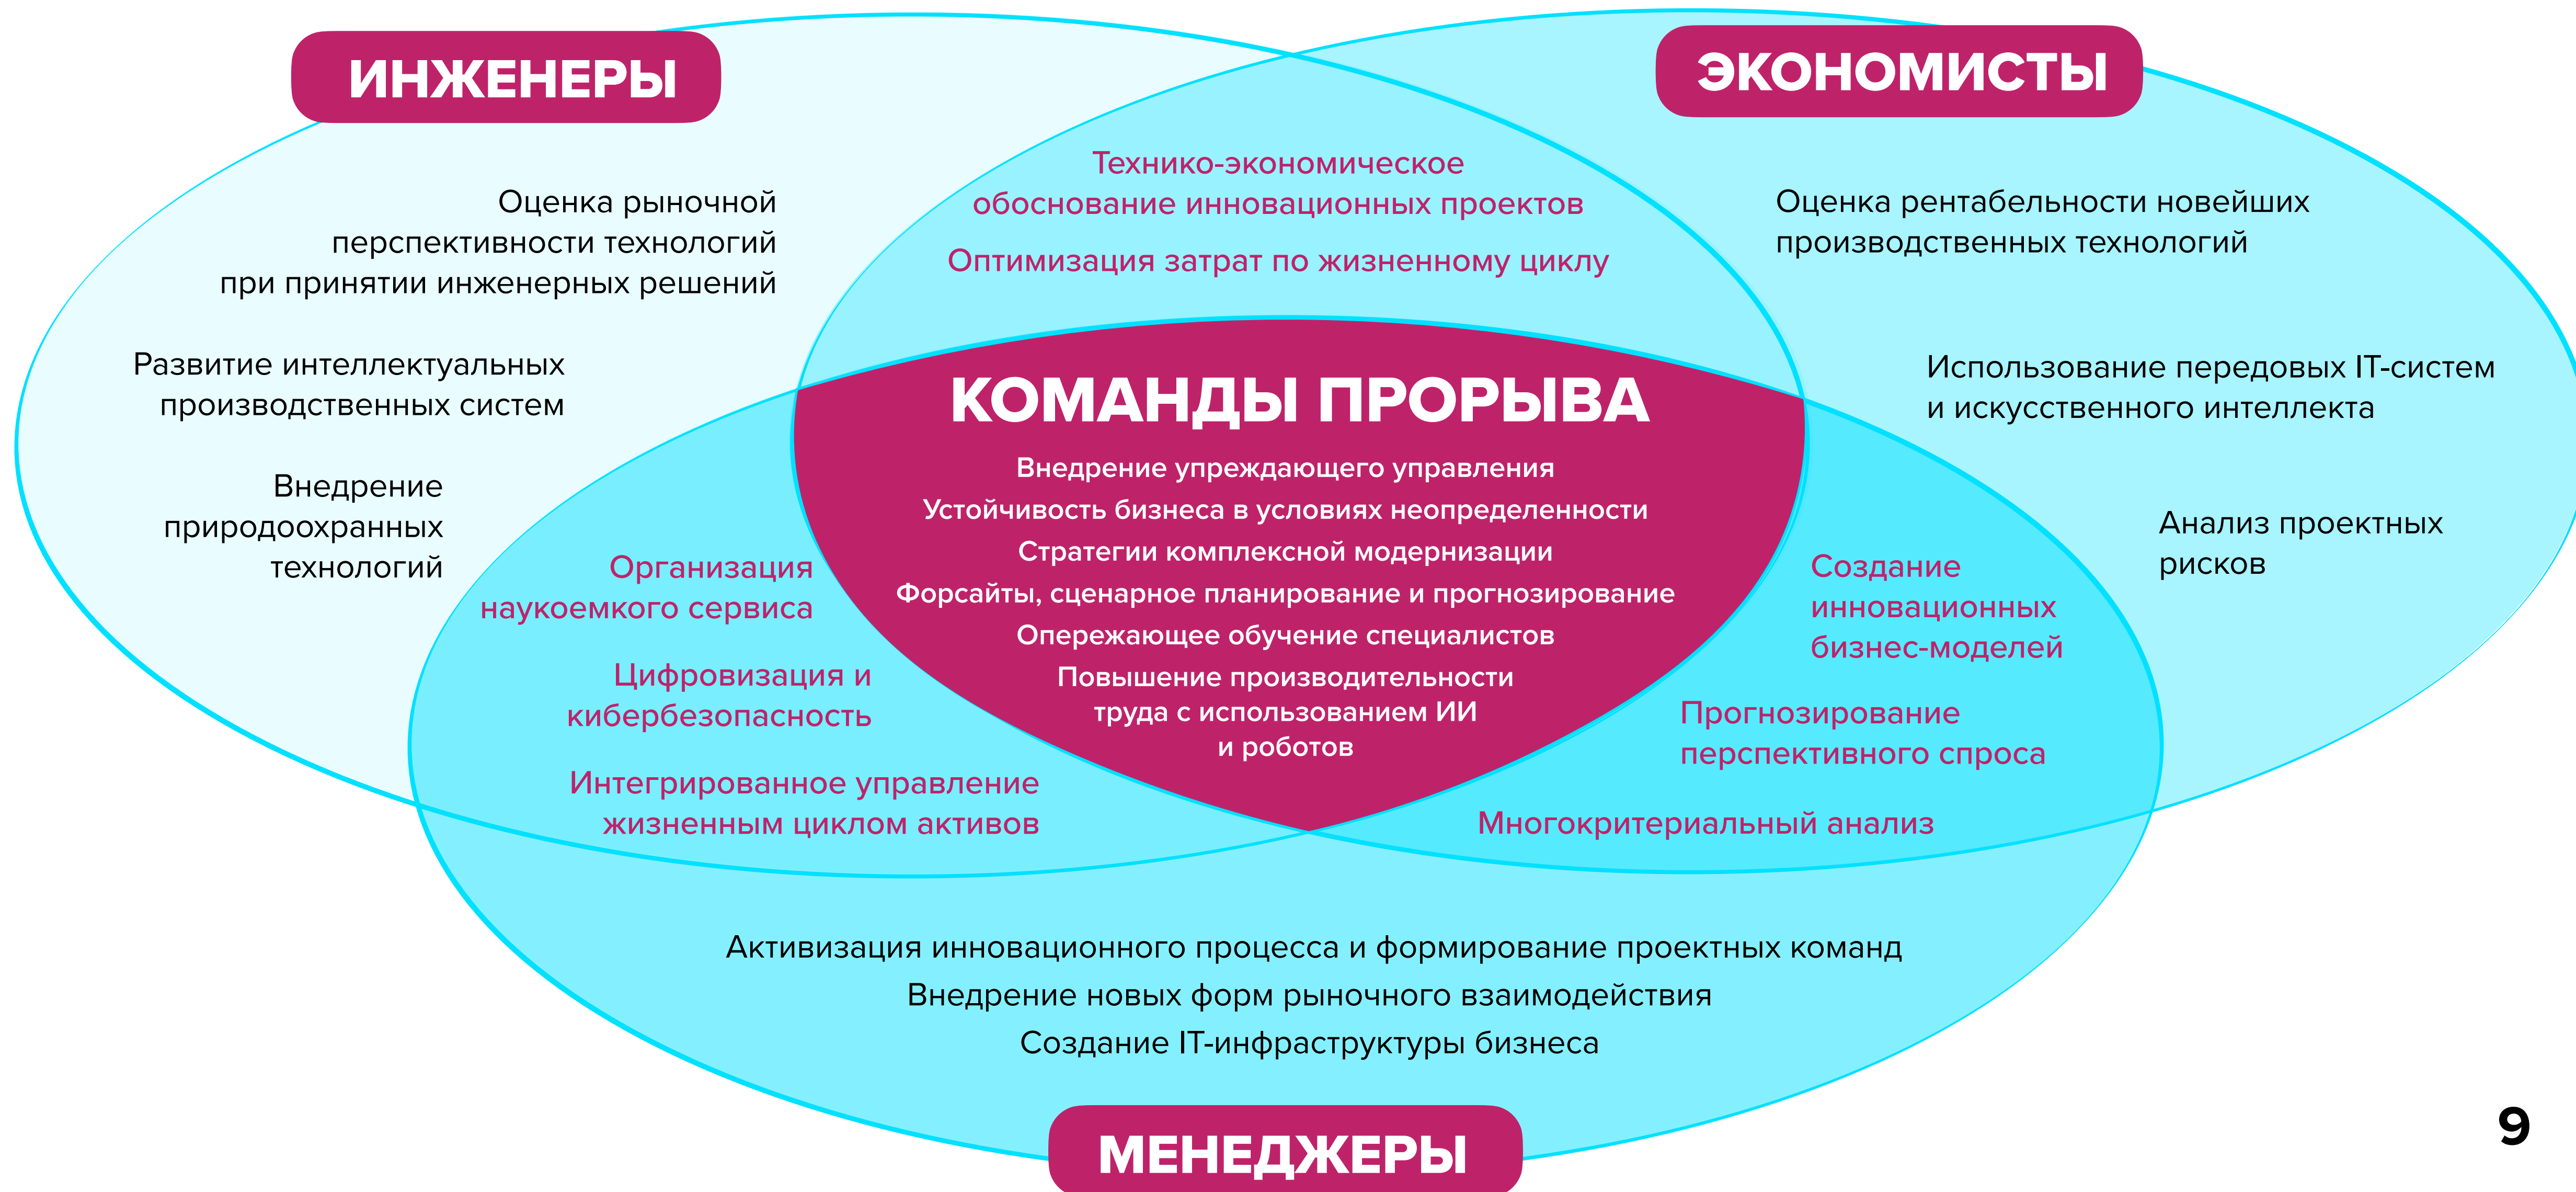 ИНЖЕНЕРЫ
ЭКОНОМИСТЫ
Технико-экономическое
обоснование инновационных проектов
Оптимизация затрат по жизненному циклу
Оценка рыночной
перспективности технологий
при принятии инженерных решений
Развитие интеллектуальных
производственных систем
Внедрение
природоохранных
технологий
Оценка рентабельности новейших
производственных технологий
Использование передовых IT-систем
и искусственного интеллекта
Анализ проектных
рисков
КОМАНДЫ ПРОРЫВА
Внедрение упреждающего управления
Устойчивость бизнеса в условиях неопределенности
Стратегии комплексной модернизации
Форсайты, сценарное планирование и прогнозирование
Опережающее обучение специалистов
Повышение производительности
труда с использованием ИИ
и роботов
Организация
наукоемкого сервиса
Цифровизация и
кибербезопасность
Интегрированное управление
жизненным циклом активов
Создание
инновационных
бизнес-моделей
Прогнозирование
перспективного спроса
Многокритериальный анализ
Активизация инновационного процесса и формирование проектных команд
Внедрение новых форм рыночного взаимодействия
Создание IT-инфраструктуры бизнеса
МЕНЕДЖЕРЫ
9